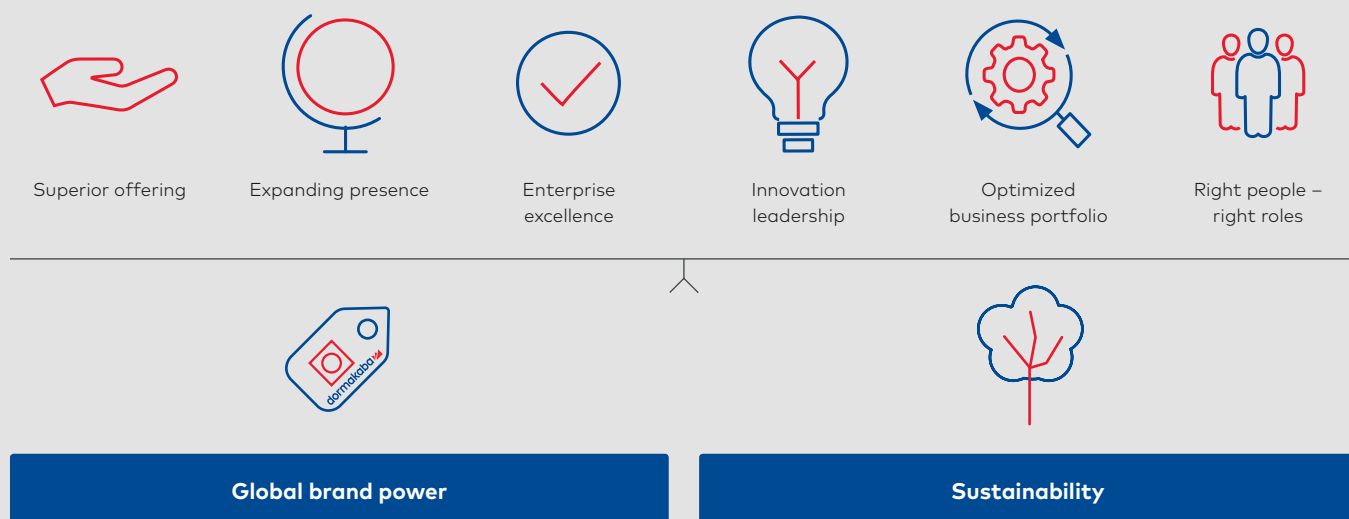 Superior offering
Expanding presence
Enterprise
excellence
Innovation
leadership
Optimized
business portfolio
Right people –
right roles
dormakaba
Global brand power
Sustainability